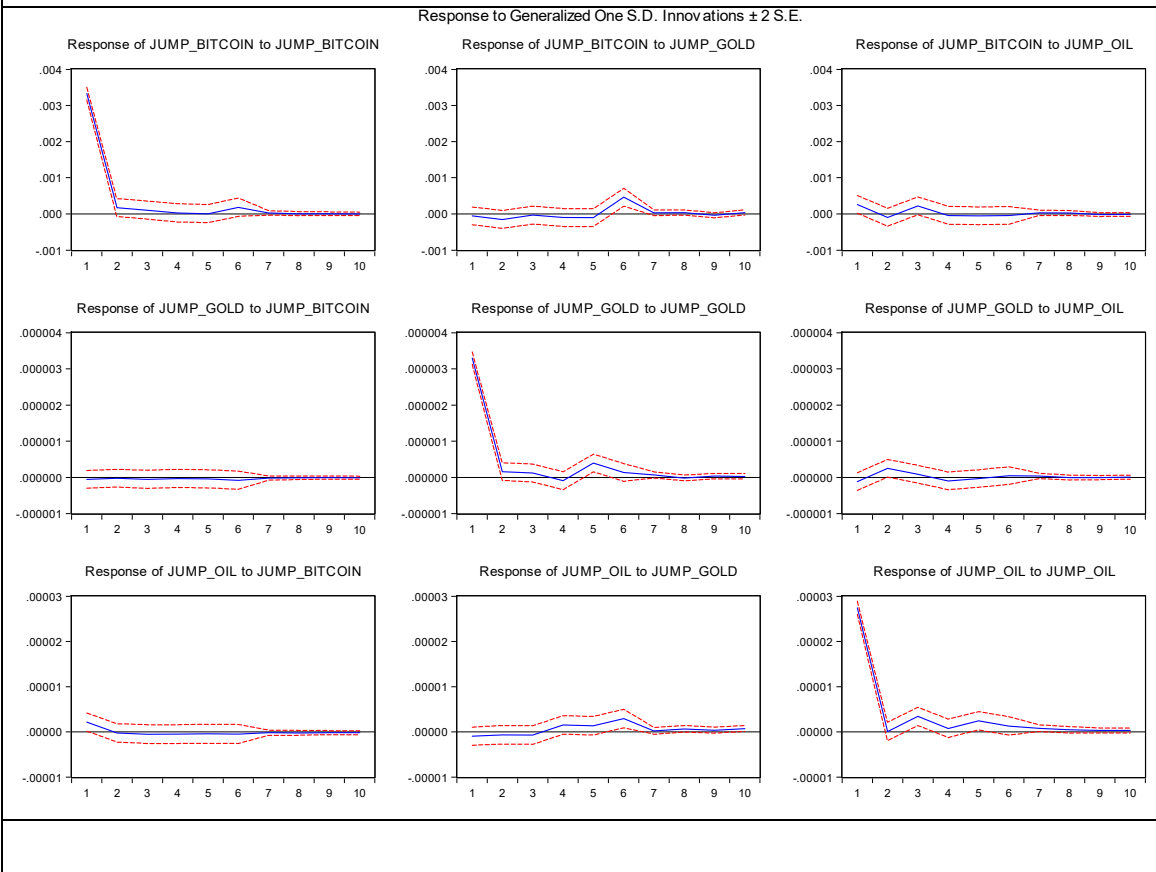 Response to Generalized One S.D. Innovations ± 2 S.E.
Response of JUMP_BITCOIN to JUMP_BITCOIN
.004
.003
.002
.001
.000
-.001
1 2 3 4 5 6 7 8 9 10
Response of JUMP_BITCOIN to JUMP_GOLD
.004
.003
.002
.001
.000
-.001
1 2 3 4 5 6 7 8 9 10
Response of JUMP_BITCOIN to JUMP_OIL
.004
.003
.002
.001
.000
-.001
1 2 3 4 5 6 7 8 9 10
Response of JUMP_GOLD to JUMP_BITCOIN
.000004
.000003
.000002
.000001
.000000
-.000001
1 2 3 4 5 6 7 8 9 10
Response of JUMP_GOLD to JUMP_GOLD
.000004
.000003
.000002
.000001
.000000
-.000001
1 2 3 4 5 6 7 8 9 10
Response of JUMP_GOLD to JUMP_OIL
.000004
.000003
.000002
.000001
.000000
-.000001
1 2 3 4 5 6 7 8 9 10
Response of JUMP_OIL to JUMP_BITCOIN
.00003
.00002
.00001
.00000
-.00001
1 2 3 4 5 6 7 8 9 10
Response of JUMP_OIL to JUMP_GOLD
.00003
.00002
.00001
.00000
-.00001
1 2 3 4 5 6 7 8 9 10
Response of JUMP_OIL to JUMP_OIL
.00003
.00002
.00001
.00000
-.00001
1 2 3 4 5 6 7 8 9 10